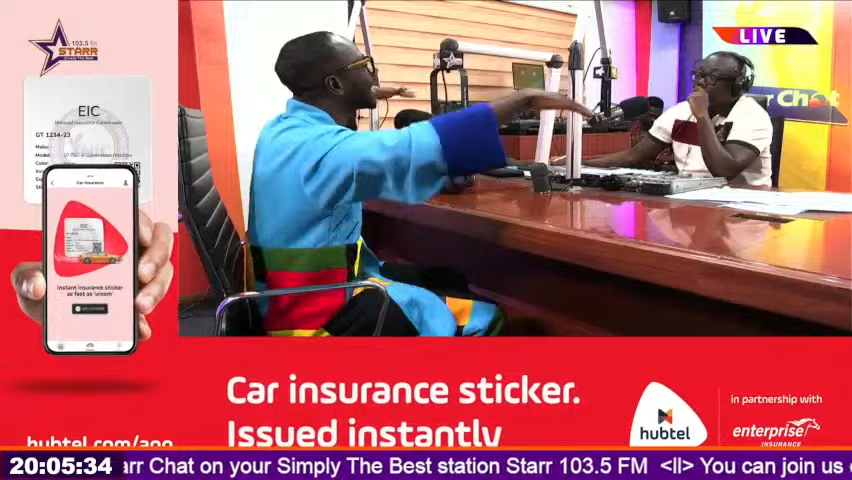 103.5 fm
STARR
Simply The Best
LIVE
EIC
GT 1234-23
Car Insurance
EIC
Instant insurance sticker
as fast as 'vroom'
r Chat
Car insurance sticker.
Issued instantly
hubtel
in partnership with
enterprise
INSURANCE
hubtel.com/app
20:05:34 arr Chat on your Simply The Best station Starr 103.5 FM <II> You can join us